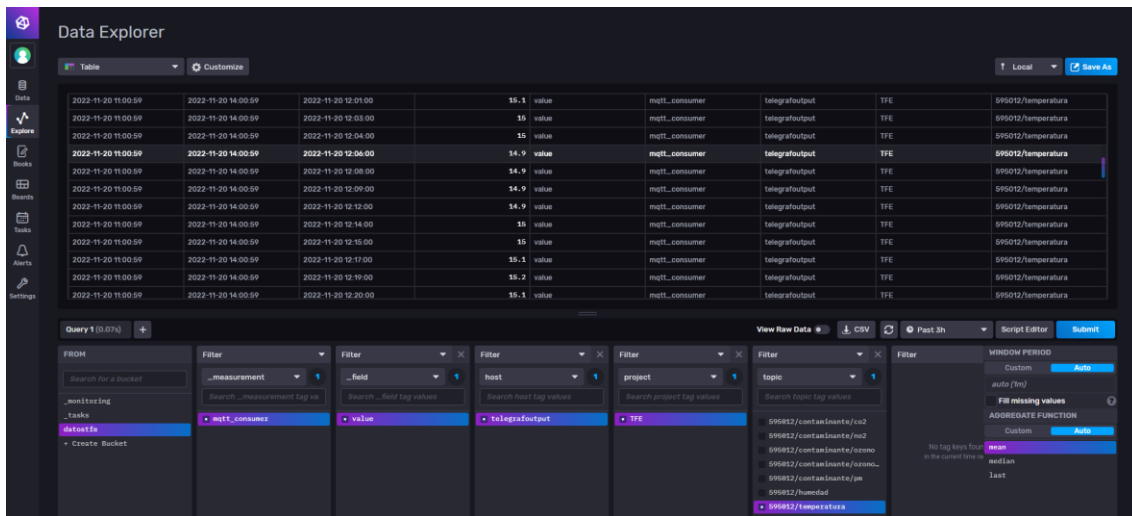 Data Explorer
Table
Customize
Local
Save As
Data
Explore
Books
Boards
Tasks
Alerts
Settings
2022-11-20 11:00:59 2022-11-20 14:00:59 2022-11-20 12:01:00 15.1 value mqtt_consumer telegrafoutput TFE 595012/temperatura
2022-11-20 11:00:59 2022-11-20 14:00:59 2022-11-20 12:03:00 15 value mqtt_consumer telegrafoutput TFE 595012/temperatura
2022-11-20 11:00:59 2022-11-20 14:00:59 2022-11-20 12:04:00 15 value mqtt_consumer telegrafoutput TFE 595012/temperatura
2022-11-20 11:00:59 2022-11-20 14:00:59 2022-11-20 12:06:00 14.9 value mqtt_consumer telegrafoutput TFE 595012/temperatura
2022-11-20 11:00:59 2022-11-20 14:00:59 2022-11-20 12:08:00 14.9 value mqtt_consumer telegrafoutput TFE 595012/temperatura
2022-11-20 11:00:59 2022-11-20 14:00:59 2022-11-20 12:09:00 14.9 value mqtt_consumer telegrafoutput TFE 595012/temperatura
2022-11-20 11:00:59 2022-11-20 14:00:59 2022-11-20 12:12:00 14.9 value mqtt_consumer telegrafoutput TFE 595012/temperatura
2022-11-20 11:00:59 2022-11-20 14:00:59 2022-11-20 12:14:00 15 value mqtt_consumer telegrafoutput TFE 595012/temperatura
2022-11-20 11:00:59 2022-11-20 14:00:59 2022-11-20 12:15:00 15 value mqtt_consumer telegrafoutput TFE 595012/temperatura
2022-11-20 11:00:59 2022-11-20 14:00:59 2022-11-20 12:17:00 15.1 value mqtt_consumer telegrafoutput TFE 595012/temperatura
2022-11-20 11:00:59 2022-11-20 14:00:59 2022-11-20 12:19:00 15.2 value mqtt_consumer telegrafoutput TFE 595012/temperatura
2022-11-20 11:00:59 2022-11-20 14:00:59 2022-11-20 12:20:00 15.1 value mqtt_consumer telegrafoutput TFE 595012/temperatura
Query 1 (0.07s) +
View Raw Data
CSV
Past 3h
Script Editor
Submit
FROM
Search for a bucket
_monitoring
_tasks
datostfe
+ Create Bucket
Filter
_measurement 1
Search _measurement tag va
mqtt_consumer
Filter
_field 1
Search _field tag values
value
Filter
host 1
Search host tag values
telegrafoutput
Filter
project 1
Search project tag values
TFE
Filter
topic 1
Search topic tag values
595012/contaminante/co2
595012/contaminante/no2
595012/contaminante/ozono
595012/contaminante/ozono…
595012/contaminante/pm
595012/humedad
595012/temperatura
Filter
No tag keys foun
in the current time ra
WINDOW PERIOD
Custom Auto
auto (1m)
Fill missing values ?
AGGREGATE FUNCTION
Custom Auto
mean
median
last